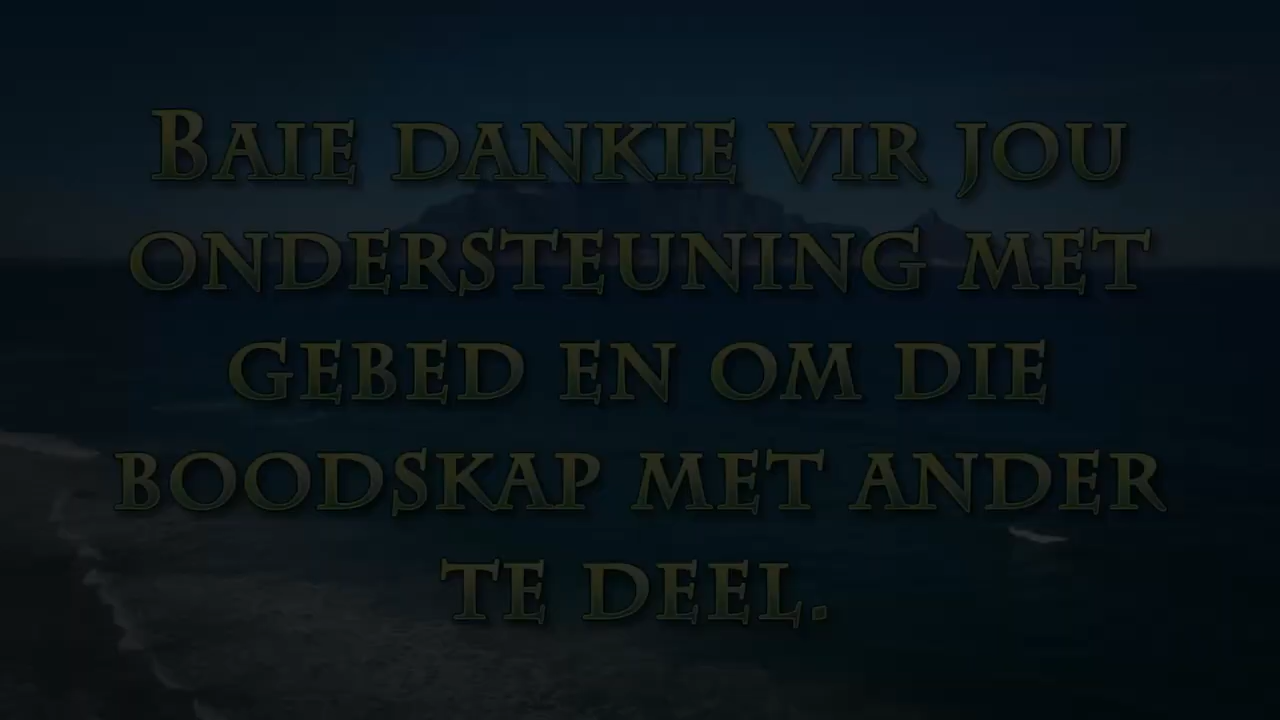 Baie dankie vir jou
ondersteuning met
gebed en om die
boodskap met ander
te deel.